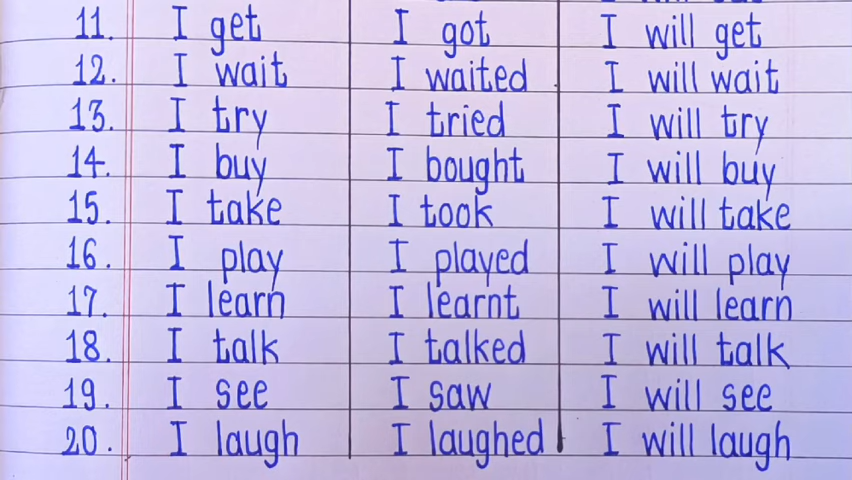 11. I get I got I will get
12. I wait I waited I will wait
13. I try I tried I will try
14. I buy I bought I will buy
15. I take I took I will take
16. I play I played I will play
17. I learn I learnt I will learn
18. I talk I talked I will talk
19. I see I saw I will see
20. I laugh I laughed I will laugh